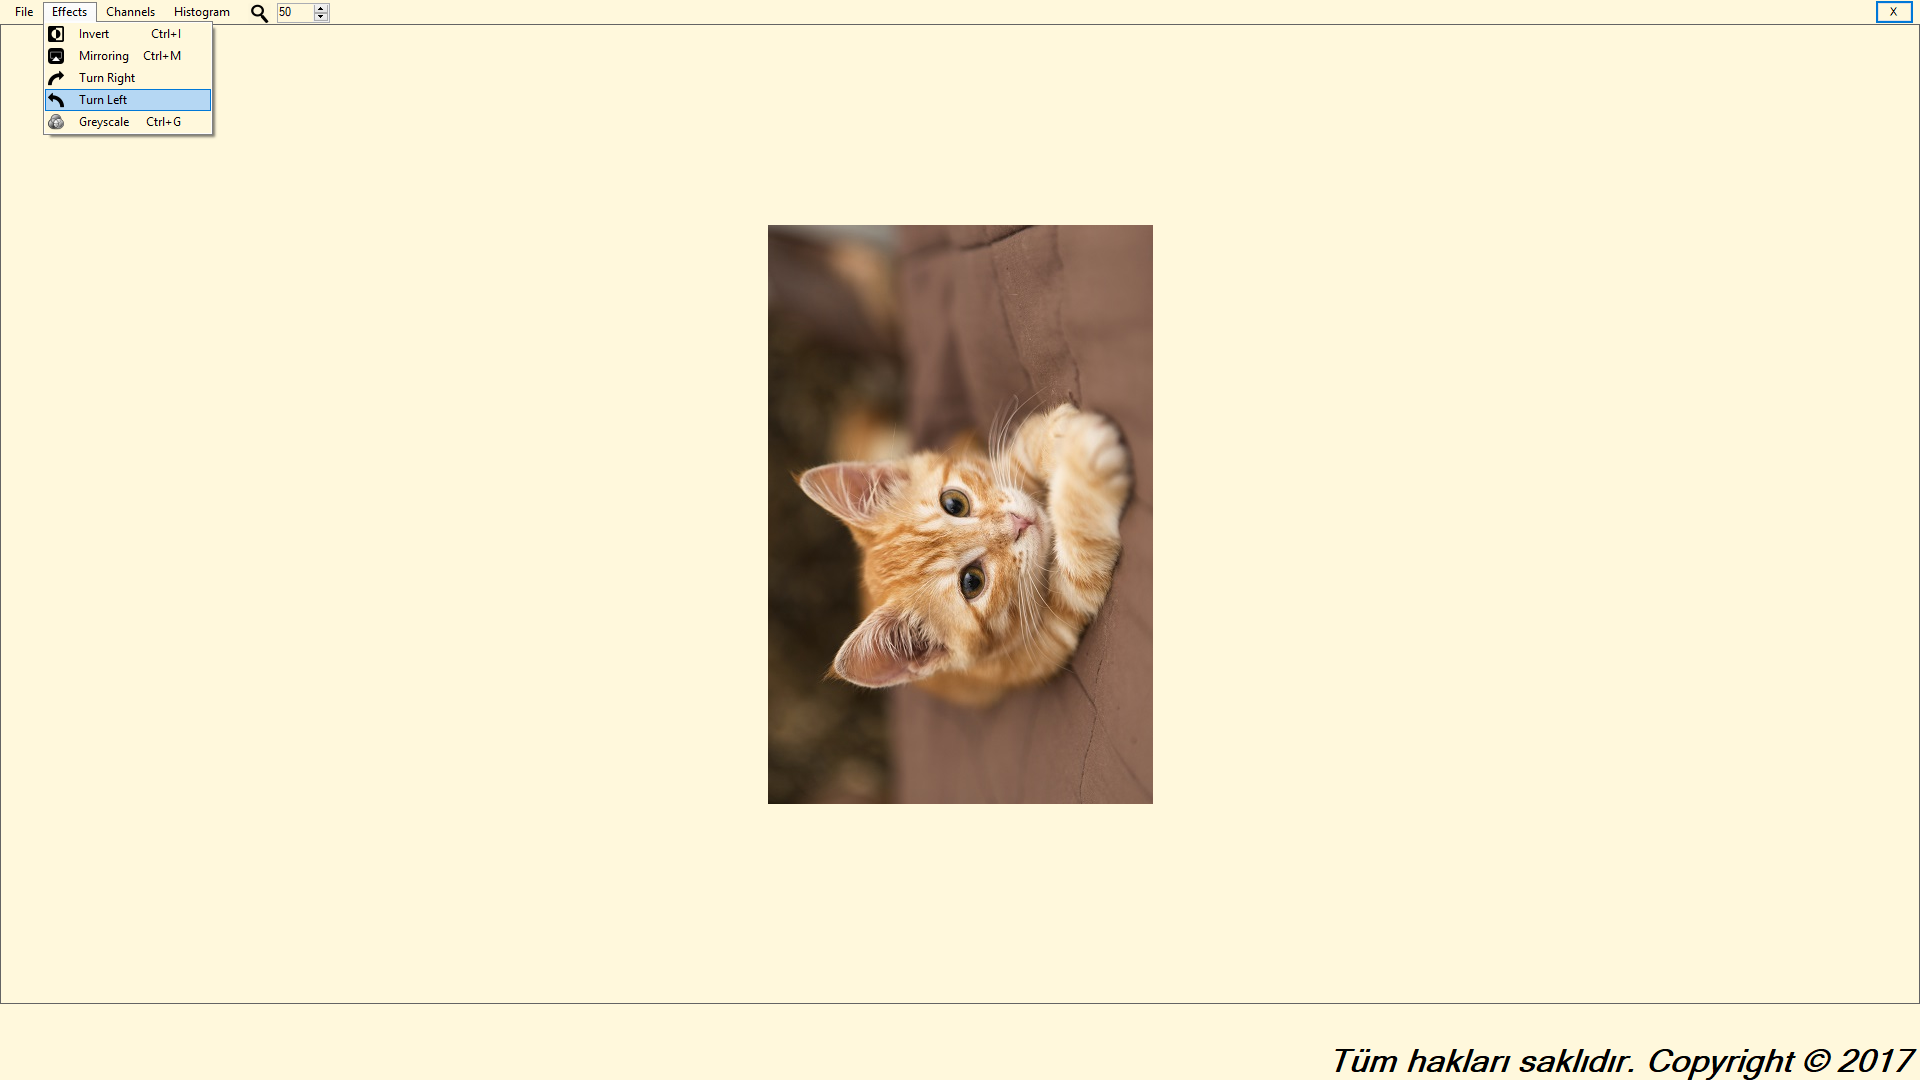 File Effects Channels Histogram 50 X
Invert Ctrl+I
Mirroring Ctrl+M
Turn Right
Turn Left
Greyscale Ctrl+G
Tüm hakları saklıdır. Copyright © 2017